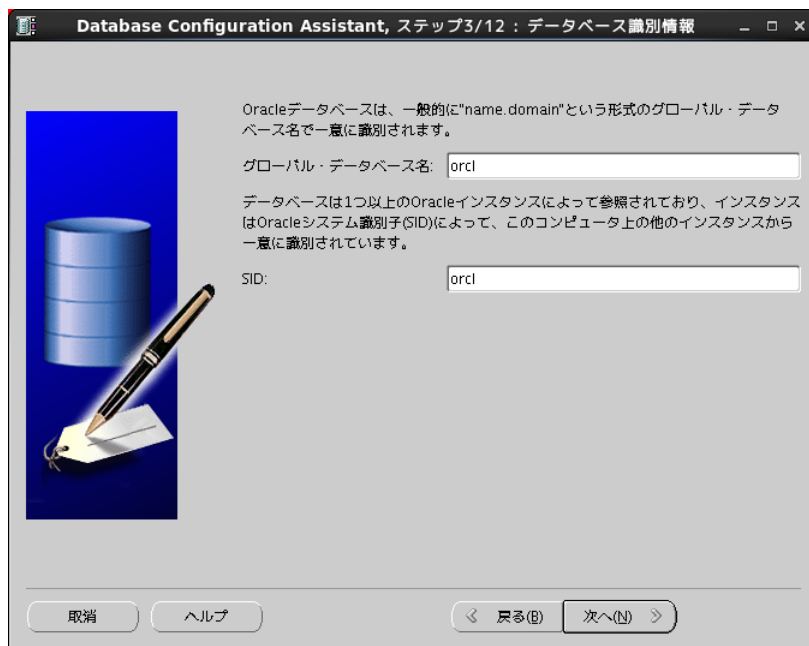 Database Configuration Assistant, ステップ3/12 : データベース識別情報
Oracleデータベースは、一般的に"name.domain"という形式のグローバル・データ
ベース名で一意に識別されます。
グローバル・データベース名: orcl
データベースは1つ以上のOracleインスタンスによって参照されており、インスタンス
はOracleシステム識別子(SID)によって、このコンピュータ上の他のインスタンスから
一意に識別されています。
SID: orcl
取消 ヘルプ 戻る(B) 次へ(N)